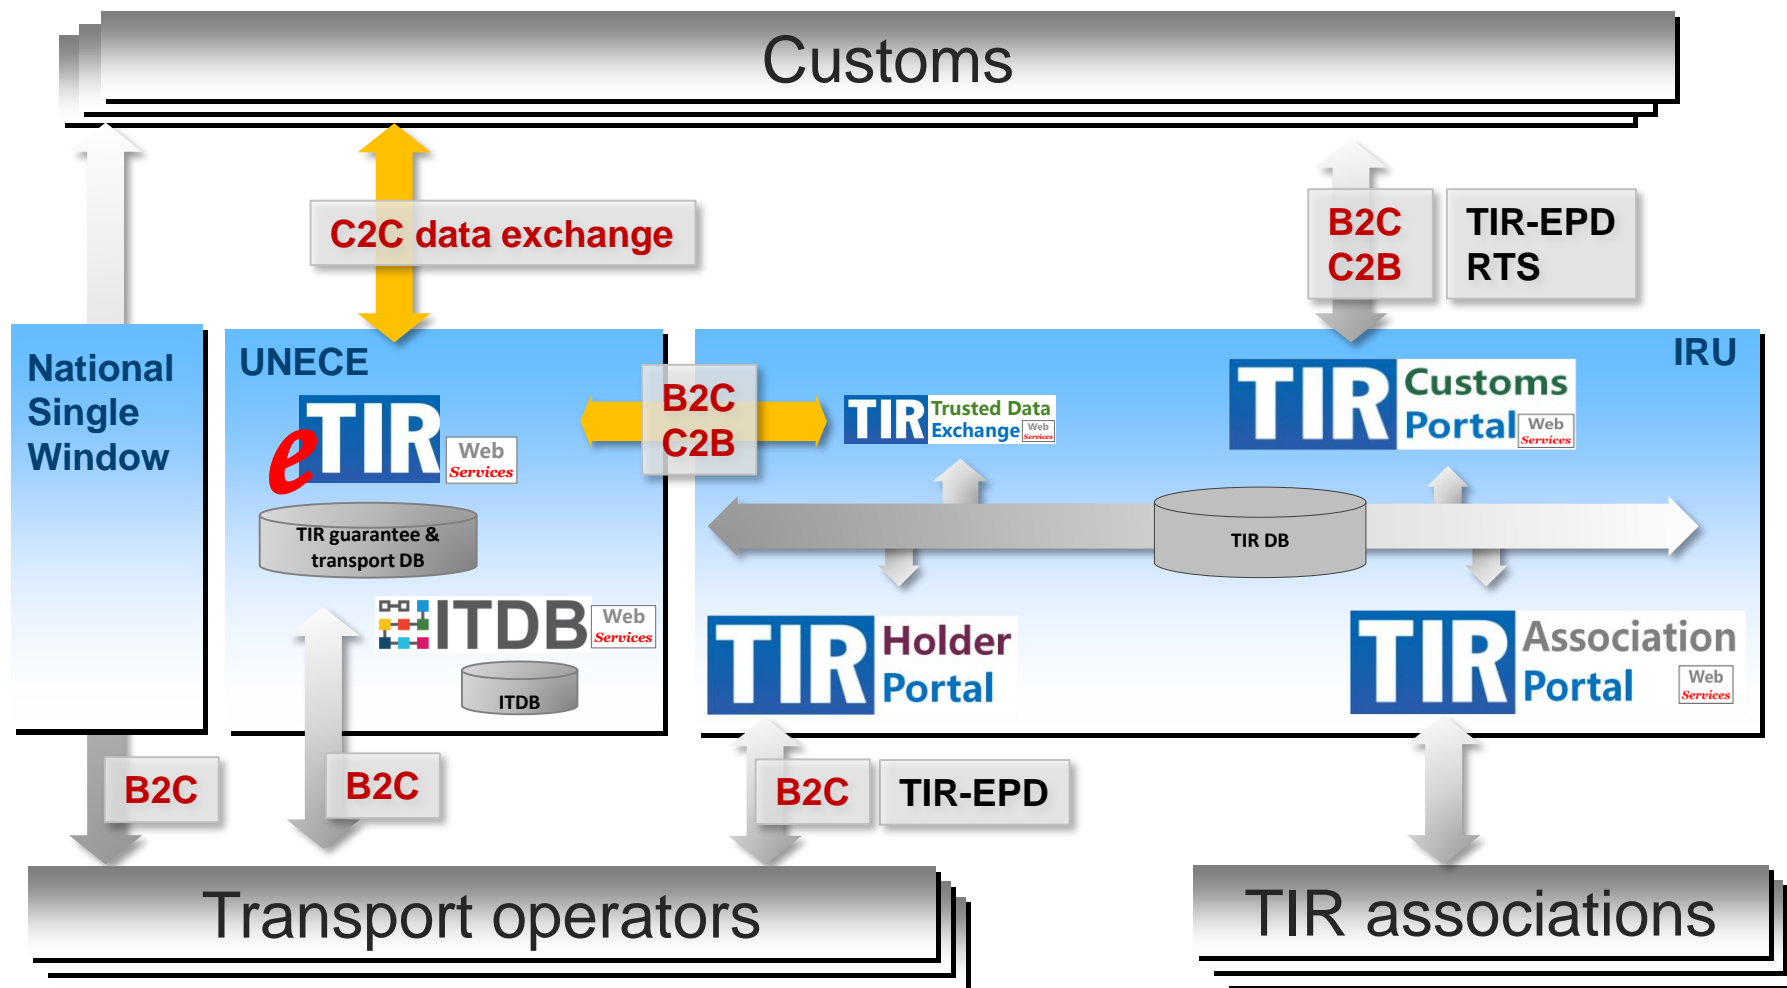 Customs
C2C data exchange
B2C
C2B
TIR-EPD
RTS
National
Single
Window
UNECE
eTIR
Web
Services
TIR guarantee &
transport DB
ITDB
Web
Services
ITDB
B2C
C2B
IRU
TIR
Trusted Data
Exchange
Web
Services
TIR
Customs
Portal
Web
Services
TIR DB
TIR
Holder
Portal
TIR
Association
Portal
Web
Services
B2C
B2C
B2C
TIR-EPD
Transport operators
TIR associations